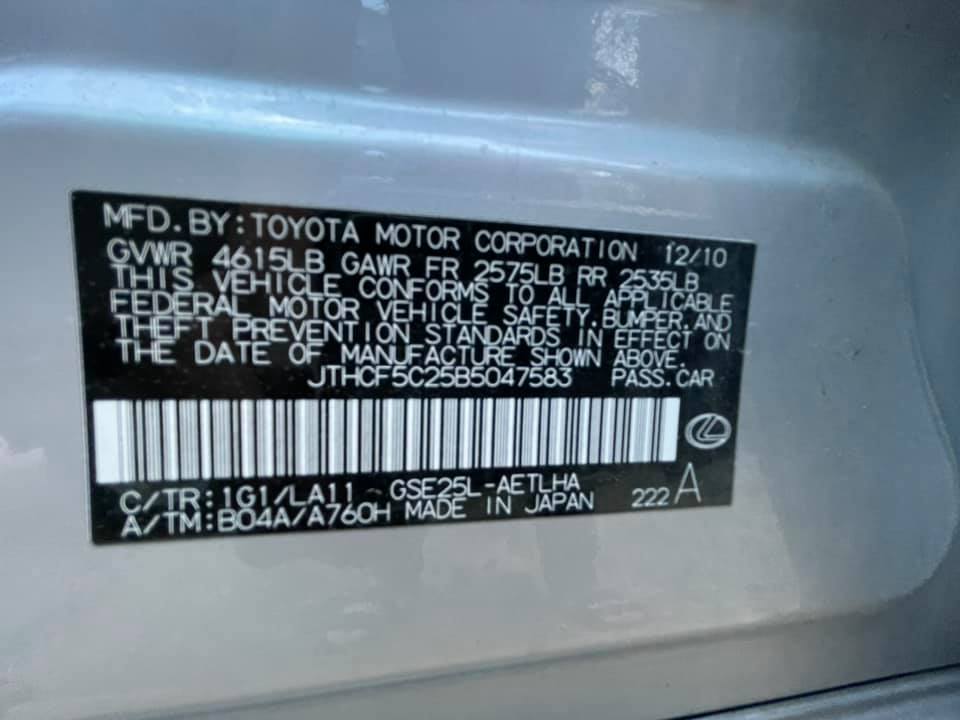 MFD. BY: TOYOTA MOTOR CORPORATION 12/10
GVWR 4615LB GAWR FR 2575LB RR 2535LB
THIS VEHICLE CONFORMS TO ALL APPLICABLE
FEDERAL MOTOR VEHICLE SAFETY, BUMPER, AND
THEFT PREVENTION STANDARDS IN EFFECT ON
THE DATE OF MANUFACTURE SHOWN ABOVE.
JTHCF5C25B5047583 PASS. CAR
C/TR: 1G1/LA11 GSE25L-AETLHA
A/TM: B04A/A760H MADE IN JAPAN 222 A